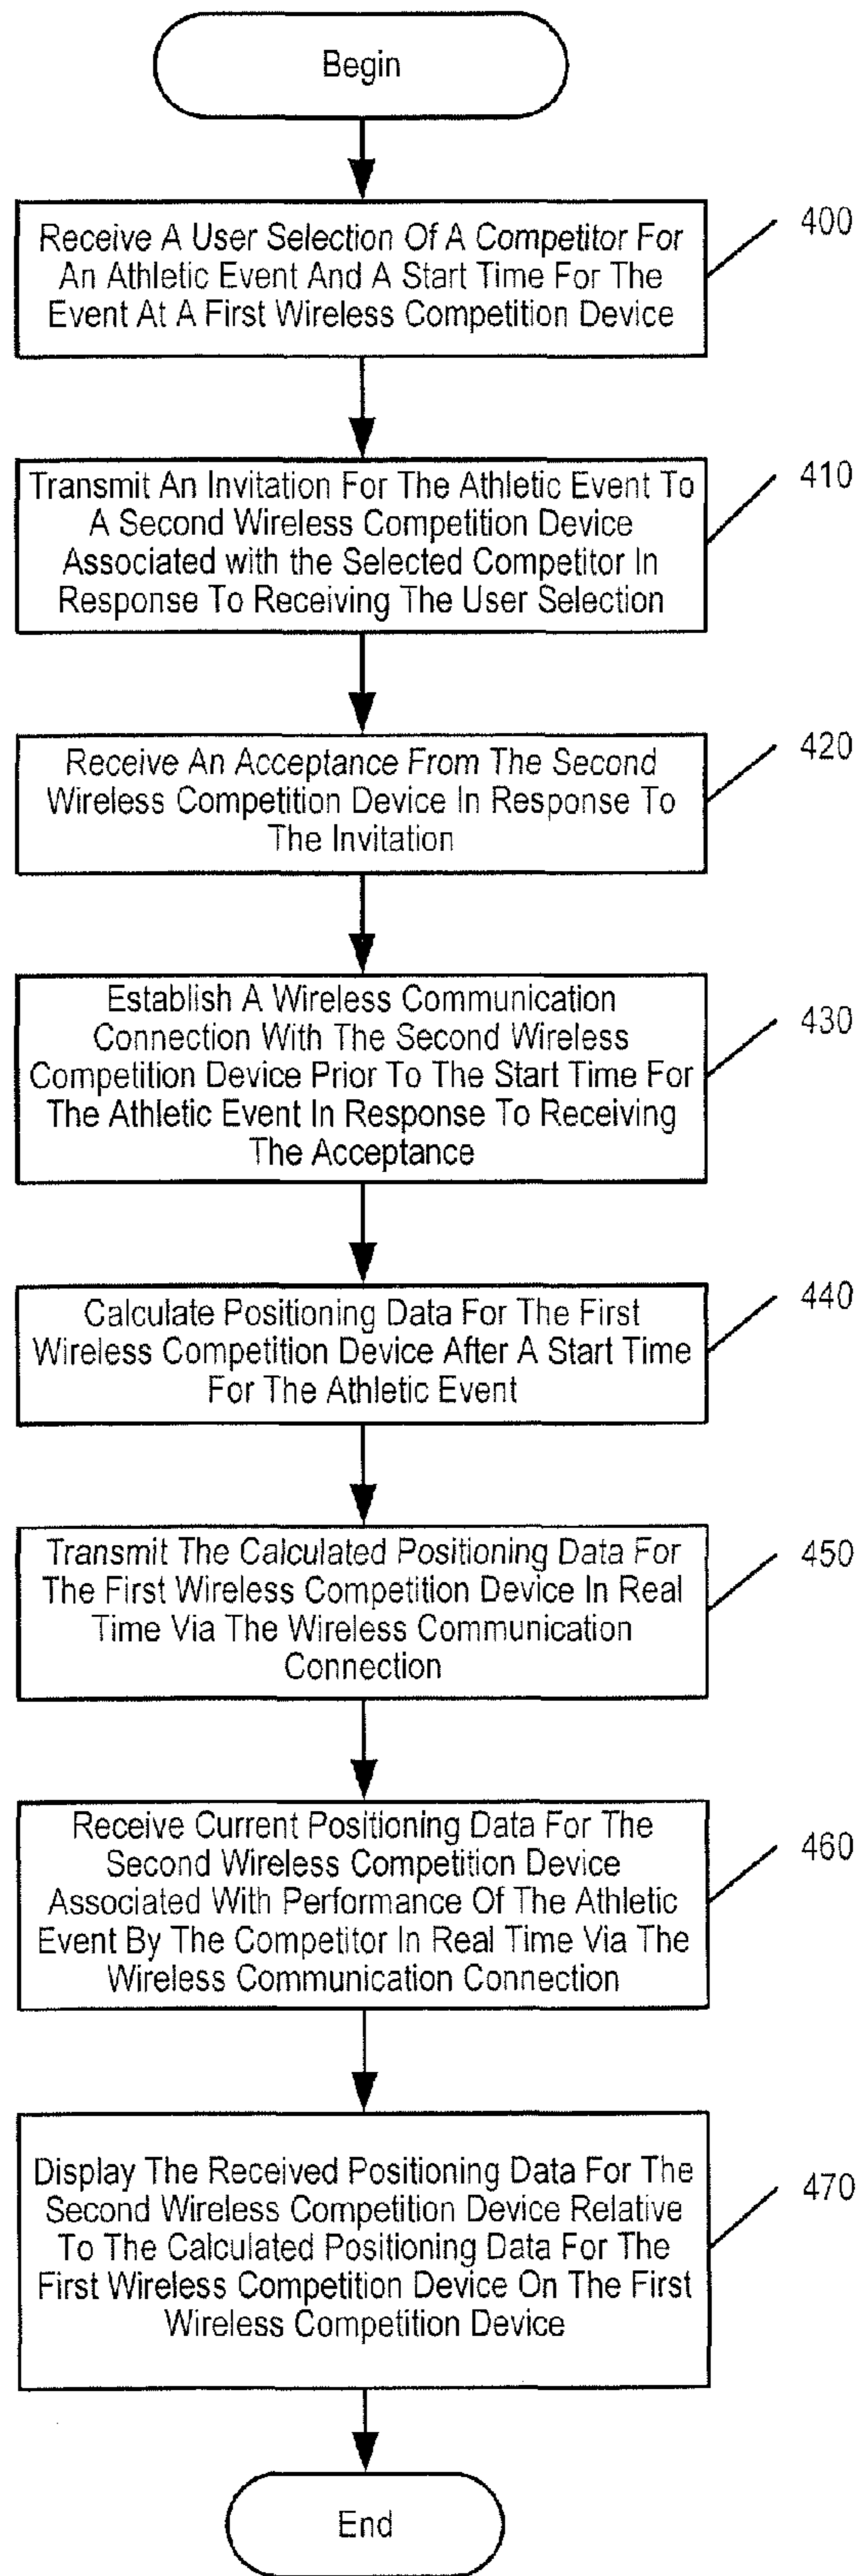 Begin
Receive A User Selection Of A Competitor For
An Athletic Event And A Start Time For The
Event At A First Wireless Competition Device
400
Transmit An Invitation For The Athletic Event To
A Second Wireless Competition Device
Associated with the Selected Competitor In
Response To Receiving The User Selection
410
Receive An Acceptance From The Second
Wireless Competition Device In Response To
The Invitation
420
Establish A Wireless Communication
Connection With The Second Wireless
Competition Device Prior To The Start Time For
The Athletic Event In Response To Receiving
The Acceptance
430
Calculate Positioning Data For The First
Wireless Competition Device After A Start Time
For The Athletic Event
440
Transmit The Calculated Positioning Data For
The First Wireless Competition Device In Real
Time Via The Wireless Communication
Connection
450
Receive Current Positioning Data For The
Second Wireless Competition Device
Associated With Performance Of The Athletic
Event By The Competitor In Real Time Via The
Wireless Communication Connection
460
Display The Received Positioning Data For The
Second Wireless Competition Device Relative
To The Calculated Positioning Data For The
First Wireless Competition Device On The First
Wireless Competition Device
470
End